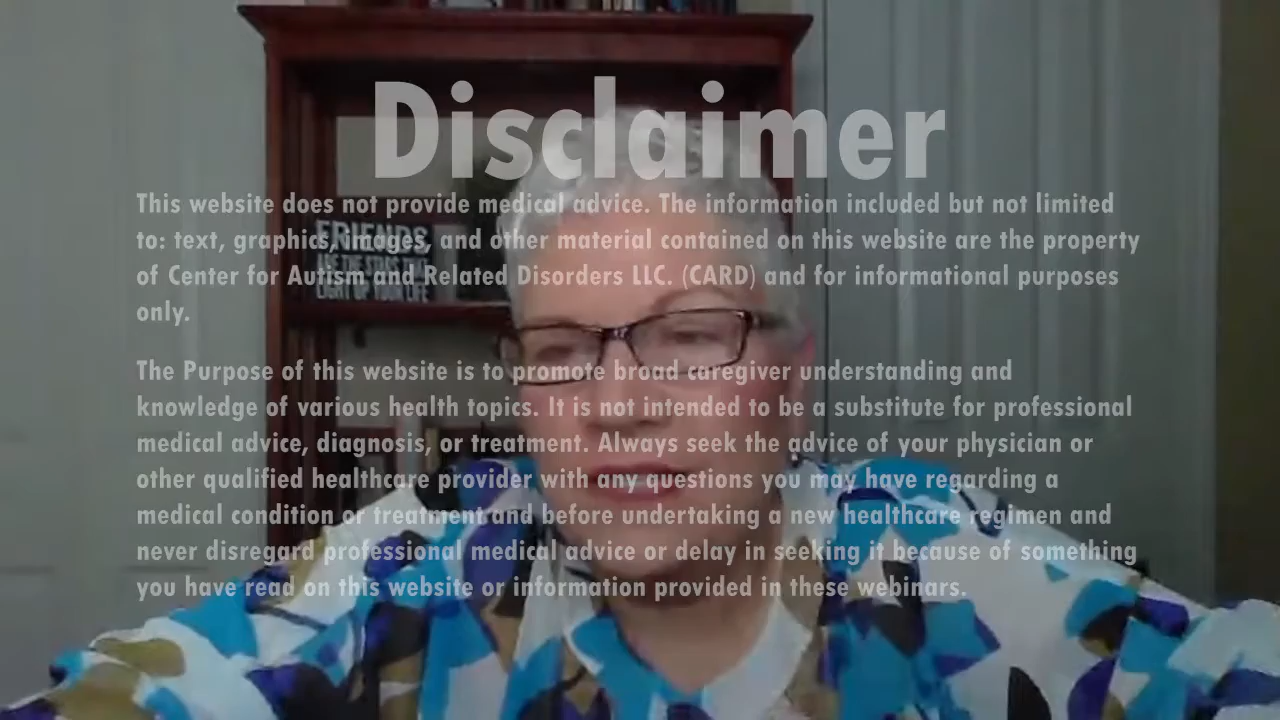 Disclaimer
This website does not provide medical advice. The information included but not limited
to: text, graphics, images, and other material contained on this website are the property
of Center for Autism and Related Disorders LLC. (CARD) and for informational purposes
only.
The Purpose of this website is to promote broad caregiver understanding and
knowledge of various health topics. It is not intended to be a substitute for professional
medical advice, diagnosis, or treatment. Always seek the advice of your physician or
other qualified healthcare provider with any questions you may have regarding a
medical condition or treatment and before undertaking a new healthcare regimen and
never disregard professional medical advice or delay in seeking it because of something
you have read on this website or information provided in these webinars.
FRIENDS
ARE THE
LIGHT UP YOUR LIFE